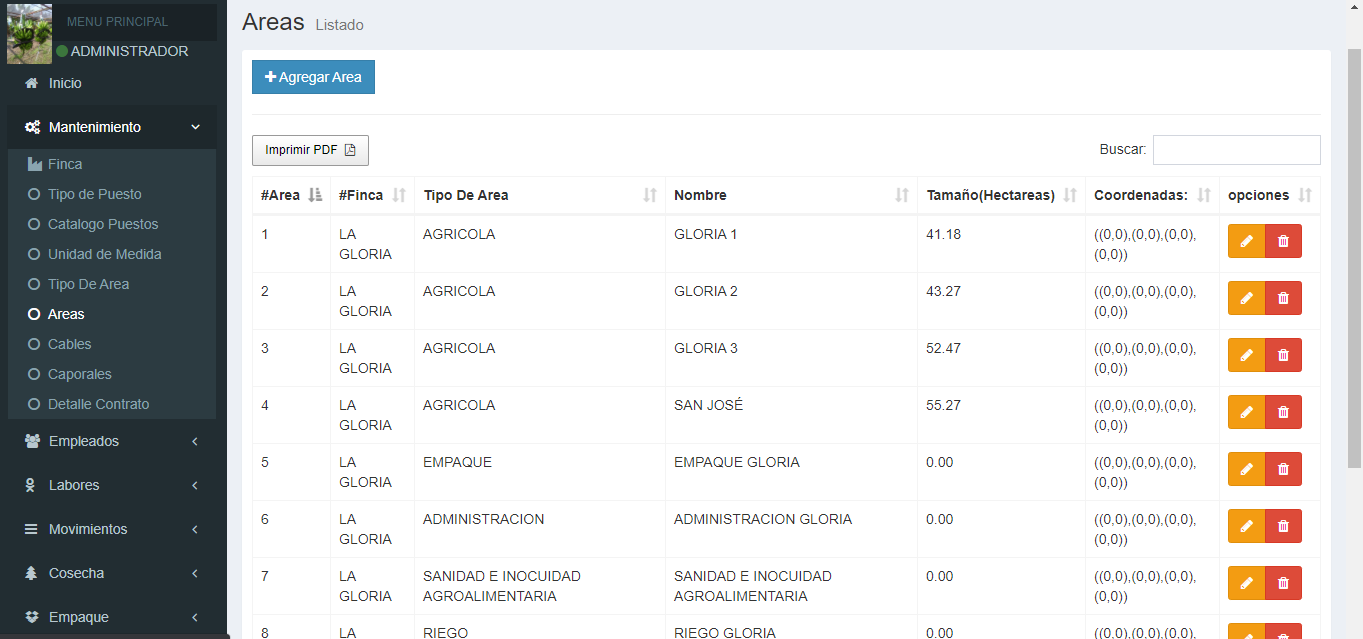 MENU PRINCIPAL
ADMINISTRADOR
Inicio
Mantenimiento
Finca
Tipo de Puesto
Catalogo Puestos
Unidad de Medida
Tipo De Area
Areas
Cables
Caporales
Detalle Contrato
Empleados
Labores
Movimientos
Cosecha
Empaque
Areas Listado
Agregar Area
Imprimir PDF
Buscar:
#Area #Finca Tipo De Area Nombre Tamaño(Hectareas) Coordenadas: opciones
1 LA AGRICOLA GLORIA 1 41.18 ((0,0),(0,0),(0,0),
GLORIA (0,0))
2 LA AGRICOLA GLORIA 2 43.27 ((0,0),(0,0),(0,0),
GLORIA (0,0))
3 LA AGRICOLA GLORIA 3 52.47 ((0,0),(0,0),(0,0),
GLORIA (0,0))
4 LA AGRICOLA SAN JOSÉ 55.27 ((0,0),(0,0),(0,0),
GLORIA (0,0))
5 LA EMPAQUE EMPAQUE GLORIA 0.00 ((0,0),(0,0),(0,0),
GLORIA (0,0))
6 LA ADMINISTRACION ADMINISTRACION GLORIA 0.00 ((0,0),(0,0),(0,0),
GLORIA (0,0))
7 LA SANIDAD E INOCUIDAD SANIDAD E INOCUIDAD 0.00 ((0,0),(0,0),(0,0),
GLORIA AGROALIMENTARIA AGROALIMENTARIA (0,0))
8 LA RIEGO RIEGO GLORIA 0.00 ((0,0),(0,0),(0,0),